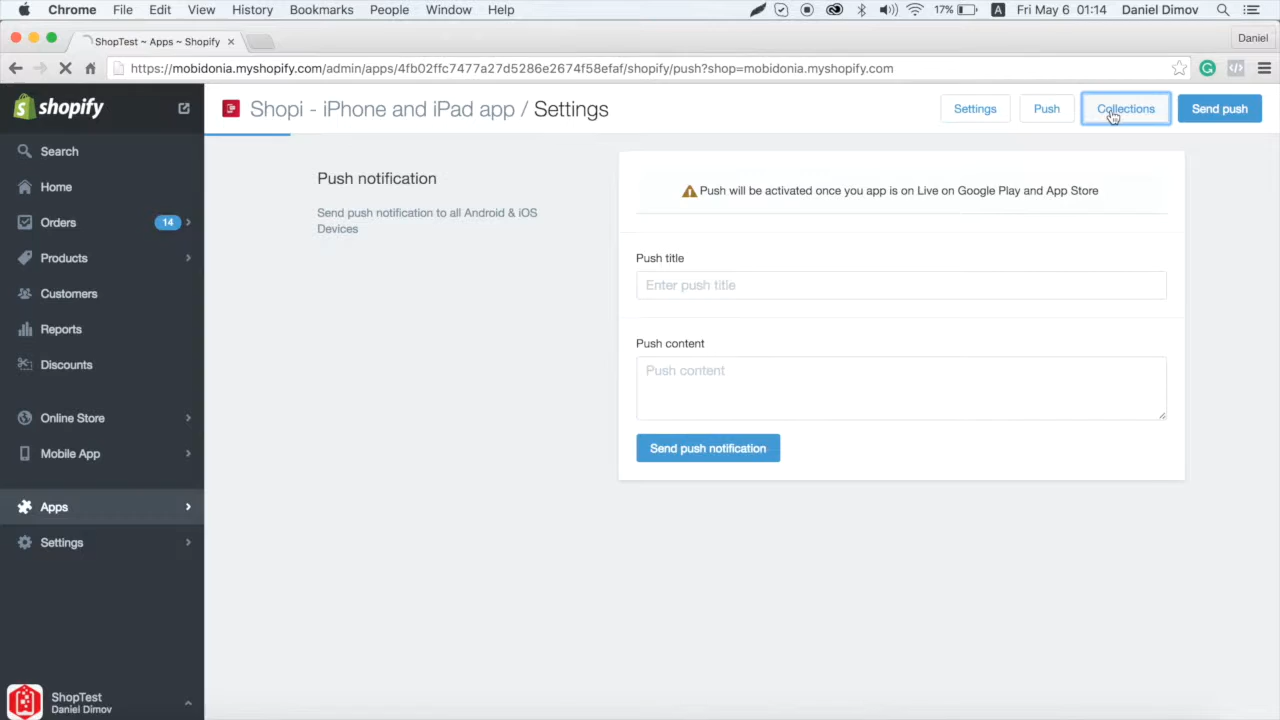 Chrome File Edit View History Bookmarks People Window Help 17% A Fri May 6 01:14 Daniel Dimov
ShopTest ~ Apps ~ Shopify Daniel
https://mobidonia.myshopify.com/admin/apps/4fb02ffc7477a27d5286e2674f58efaf/shopify/push?shop=mobidonia.myshopify.com
shopify
Shopi - iPhone and iPad app / Settings
Settings Push Collections Send push
Search
Home
Orders 14
Products
Customers
Reports
Discounts
Online Store
Mobile App
Apps
Settings
ShopTest
Daniel Dimov
Push notification
Send push notification to all Android & iOS
Devices
Push will be activated once you app is on Live on Google Play and App Store
Push title
Enter push title
Push content
Push content
Send push notification